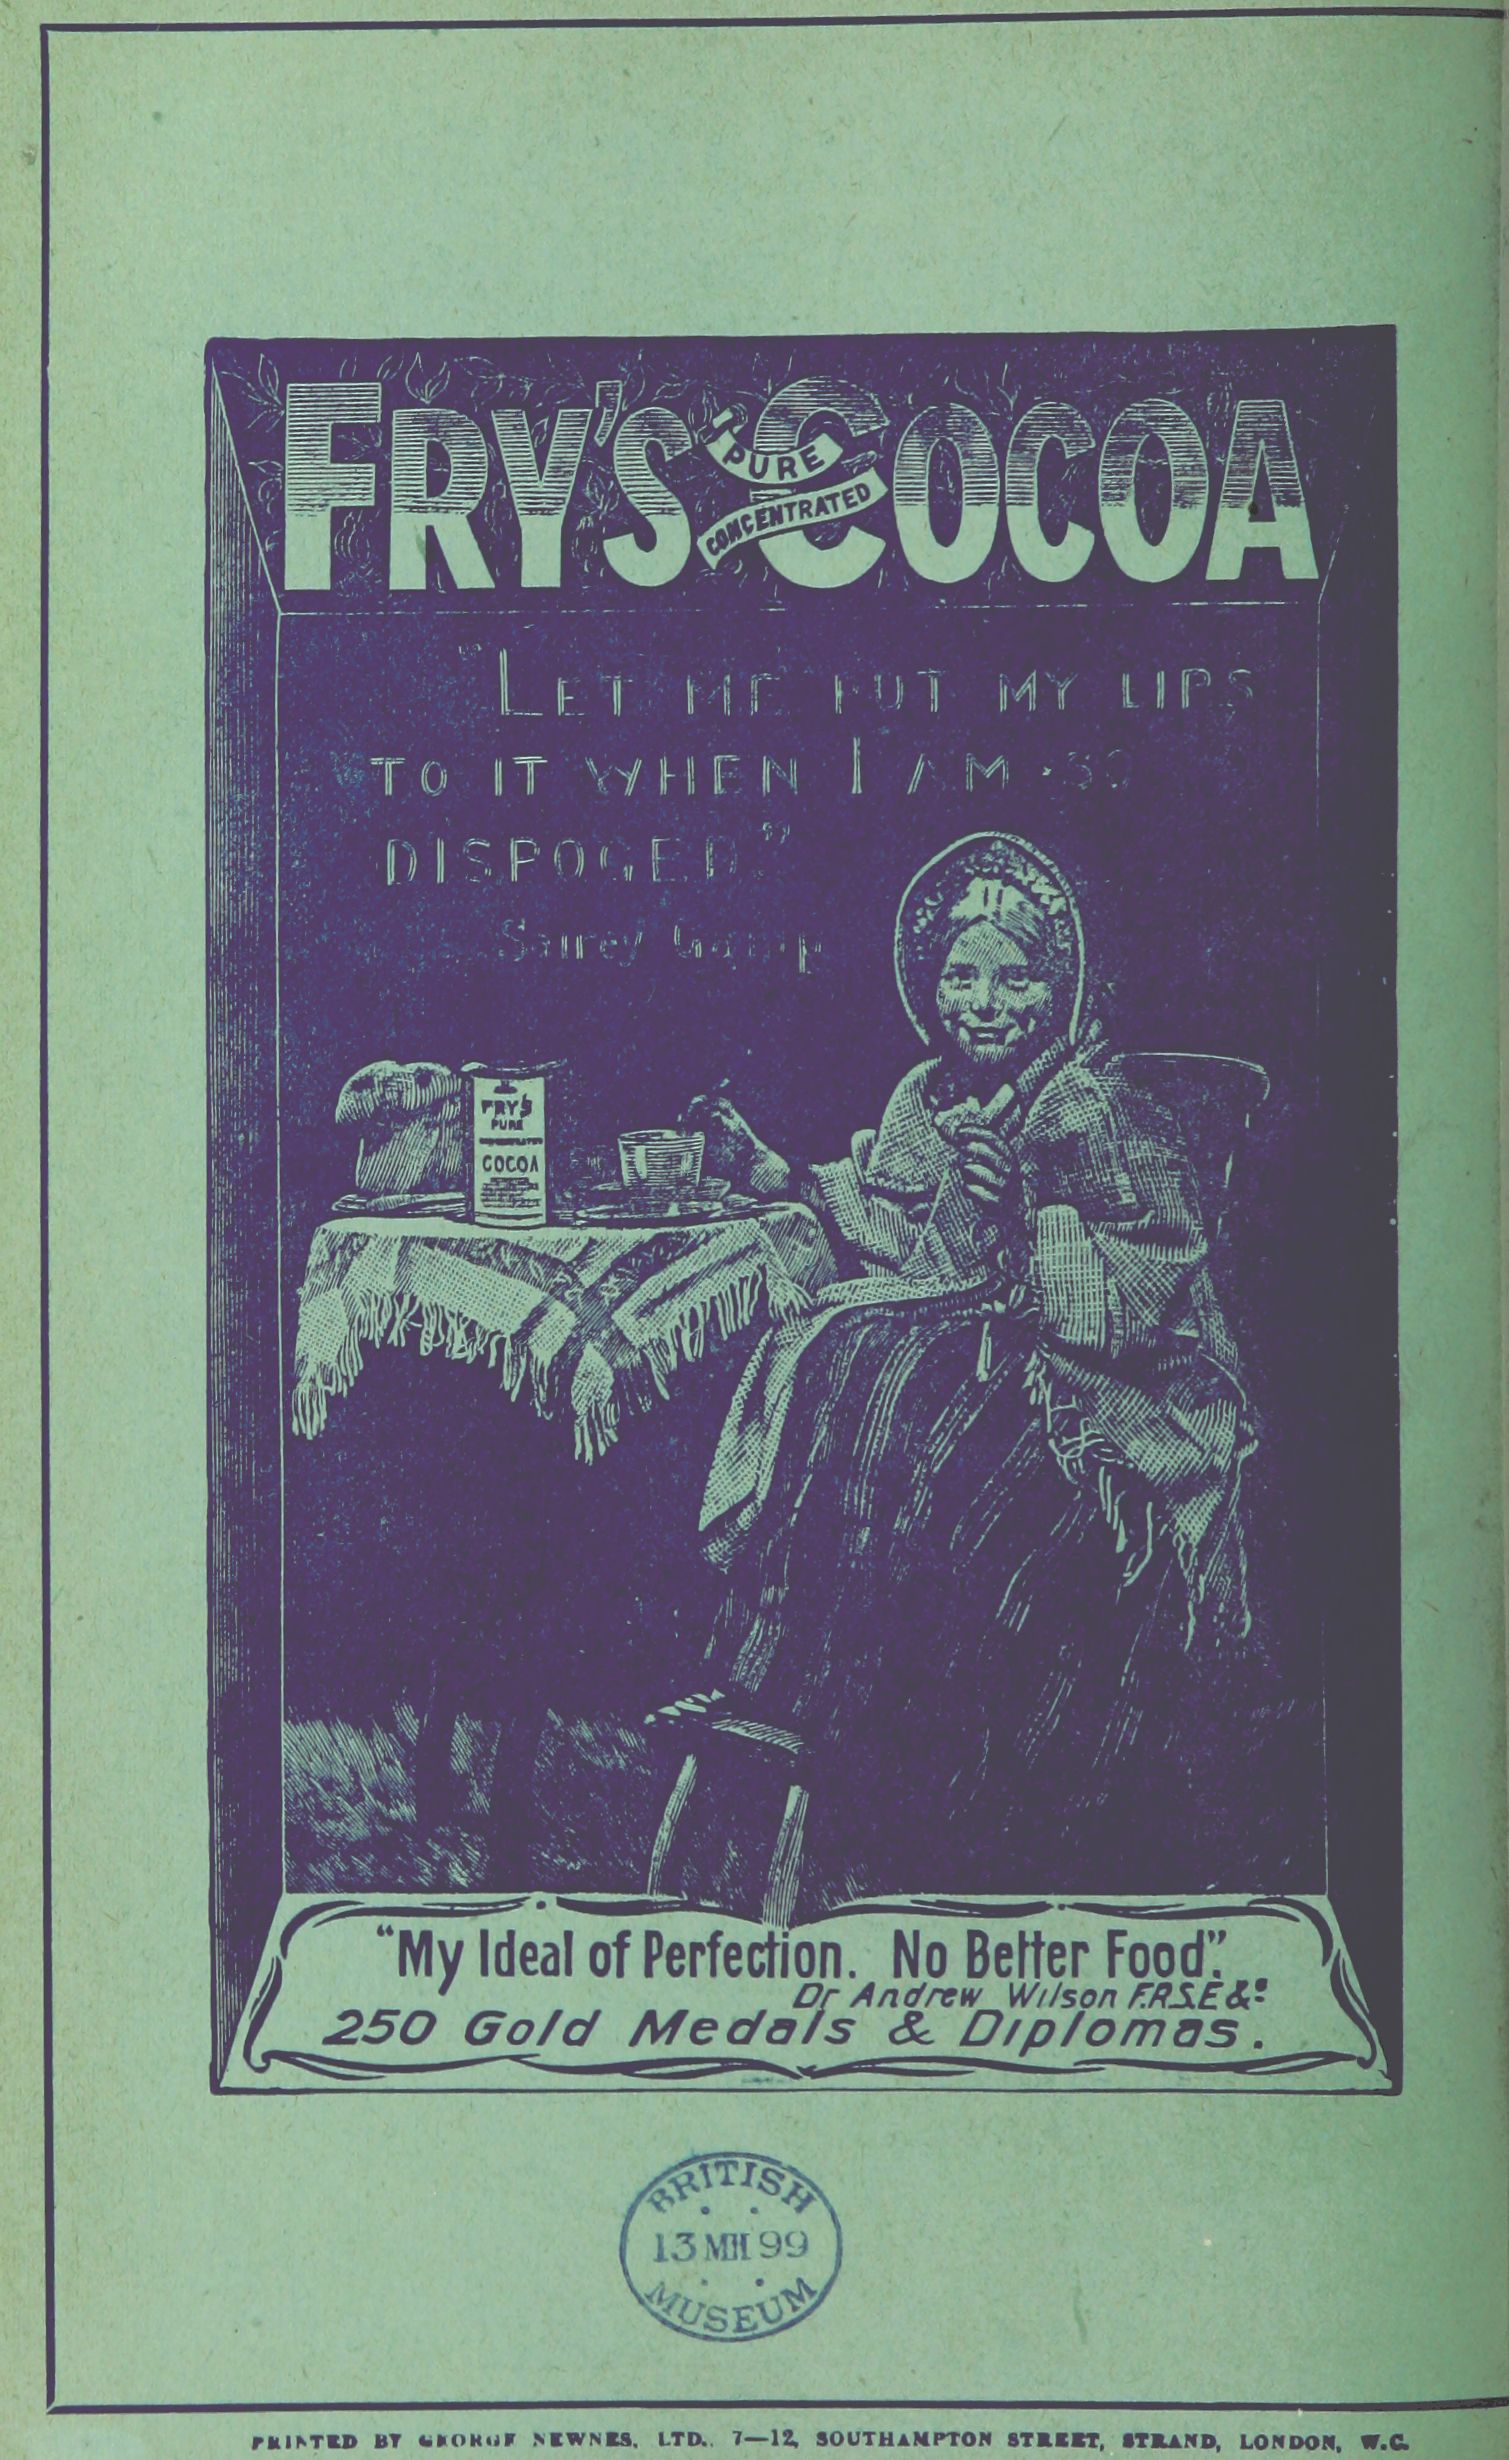 FRY'S PURE CONCENTRATED COCOA
"LET ME PUT MY LIPS
TO IT WHEN I AM SO
DISPOGED"
Sairey Gamp
FRY'S
PURE
CONCENTRATED
COCOA
"My Ideal of Perfection. No Better Food".
Dr Andrew Wilson F.R.S.E &c
250 Gold Medals & Diplomas.
BRITISH
13 MH 99
MUSEUM
PRINTED BY GEORGE NEWNES, LTD., 7—12, SOUTHAMPTON STREET, STRAND, LONDON, W.C.